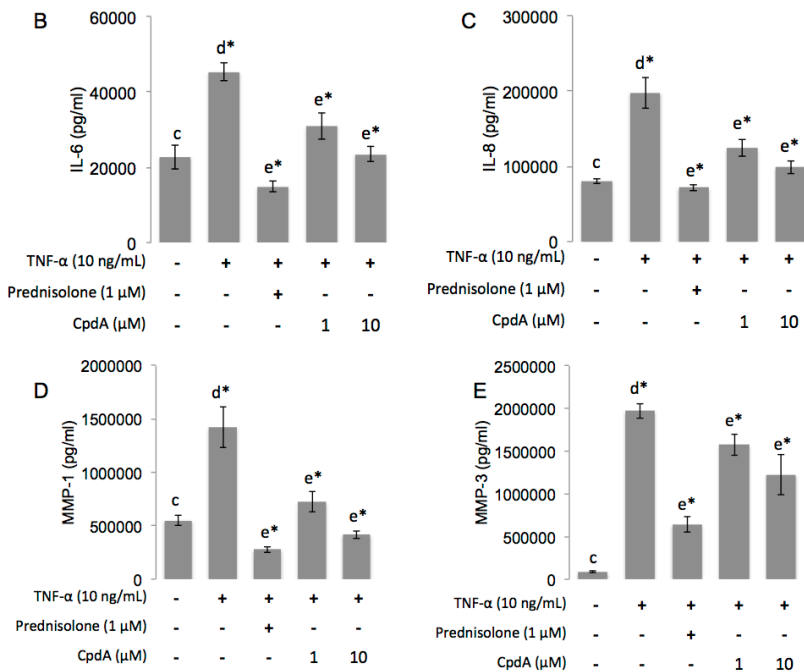 B
IL-6 (pg/ml)
60000
40000
20000
0
c
d*
e*
e*
e*
TNF-α (10 ng/mL) - + + + +
Prednisolone (1 μM) - - + - -
CpdA (μM) - - - 1 10
C
IL-8 (pg/ml)
300000
200000
100000
0
c
d*
e*
e*
e*
TNF-α (10 ng/mL) - + + + +
Prednisolone (1 μM) - - + - -
CpdA (μM) - - - 1 10
D
MMP-1 (pg/ml)
2000000
1500000
1000000
500000
0
c
d*
e*
e*
e*
TNF-α (10 ng/mL) - + + + +
Prednisolone (1 μM) - - + - -
CpdA (μM) - - - 1 10
E
MMP-3 (pg/ml)
2500000
2000000
1500000
1000000
500000
0
c
d*
e*
e*
e*
TNF-α (10 ng/mL) - + + + +
Prednisolone (1 μM) - - + - -
CpdA (μM) - - - 1 10